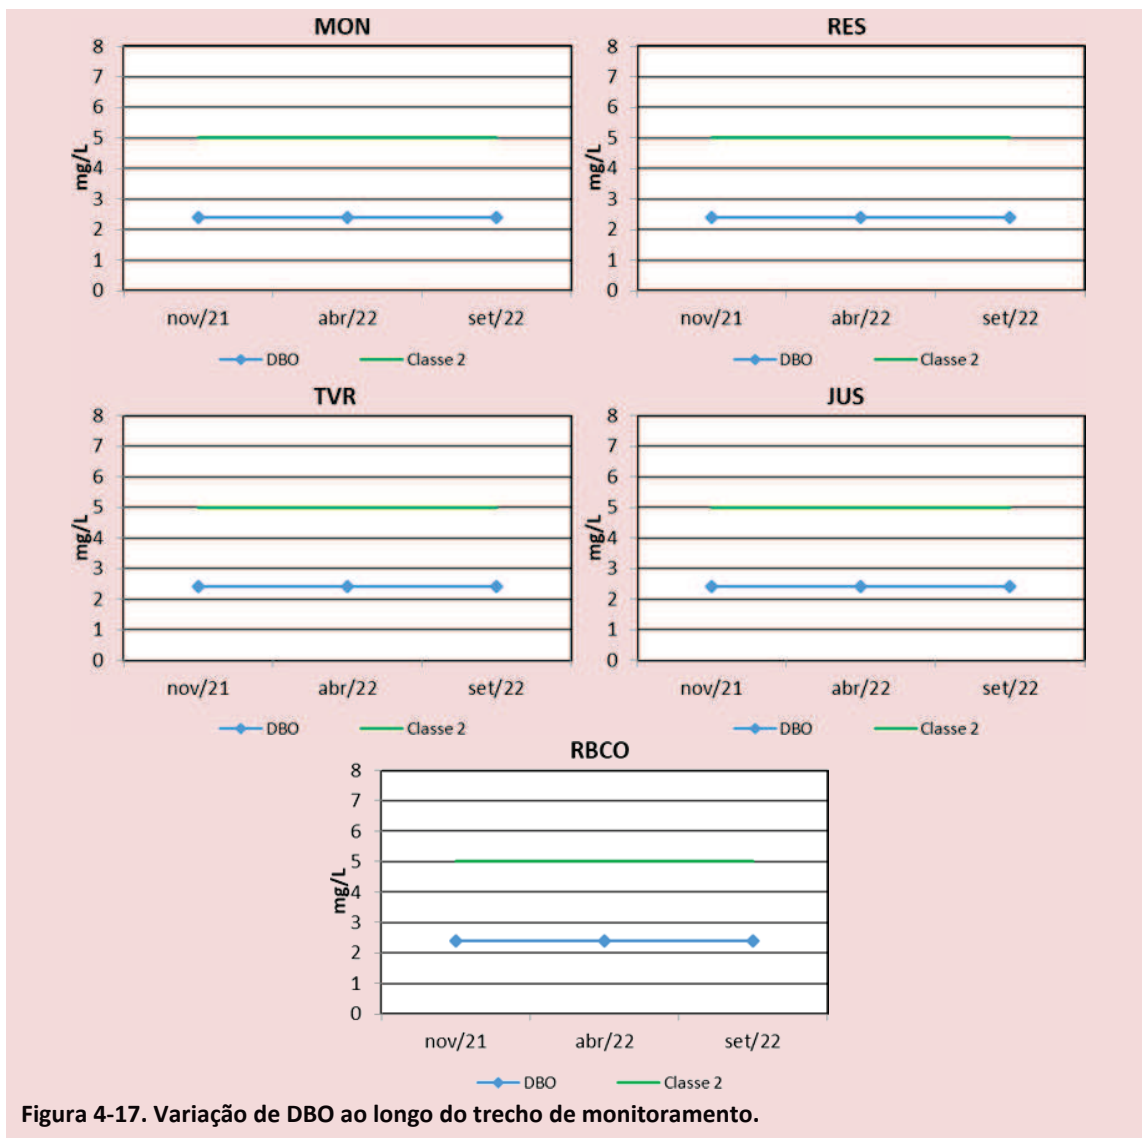 MON
RES
8
7
6
5
4
3
2
1
0
mg/L
nov/21
abr/22
set/22
DBO
Classe 2
8
7
6
5
4
3
2
1
0
mg/L
nov/21
abr/22
set/22
DBO
Classe 2
TVR
JUS
8
7
6
5
4
3
2
1
0
mg/L
nov/21
abr/22
set/22
DBO
Classe 2
8
7
6
5
4
3
2
1
0
mg/L
nov/21
abr/22
set/22
DBO
Classe 2
RBCO
8
7
6
5
4
3
2
1
0
mg/L
nov/21
abr/22
set/22
DBO
Classe 2
Figura 4-17. Variação de DBO ao longo do trecho de monitoramento.